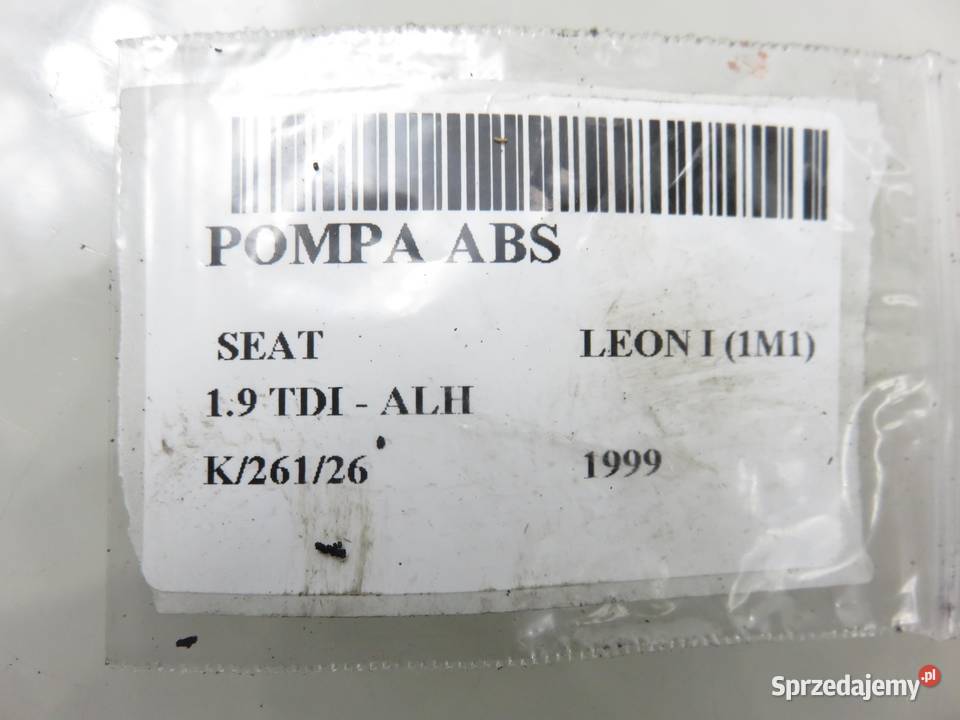 POMPA ABS
SEAT LEON I (1M1)
1.9 TDI - ALH
K/261/26 1999
Sprzedajemy.pl